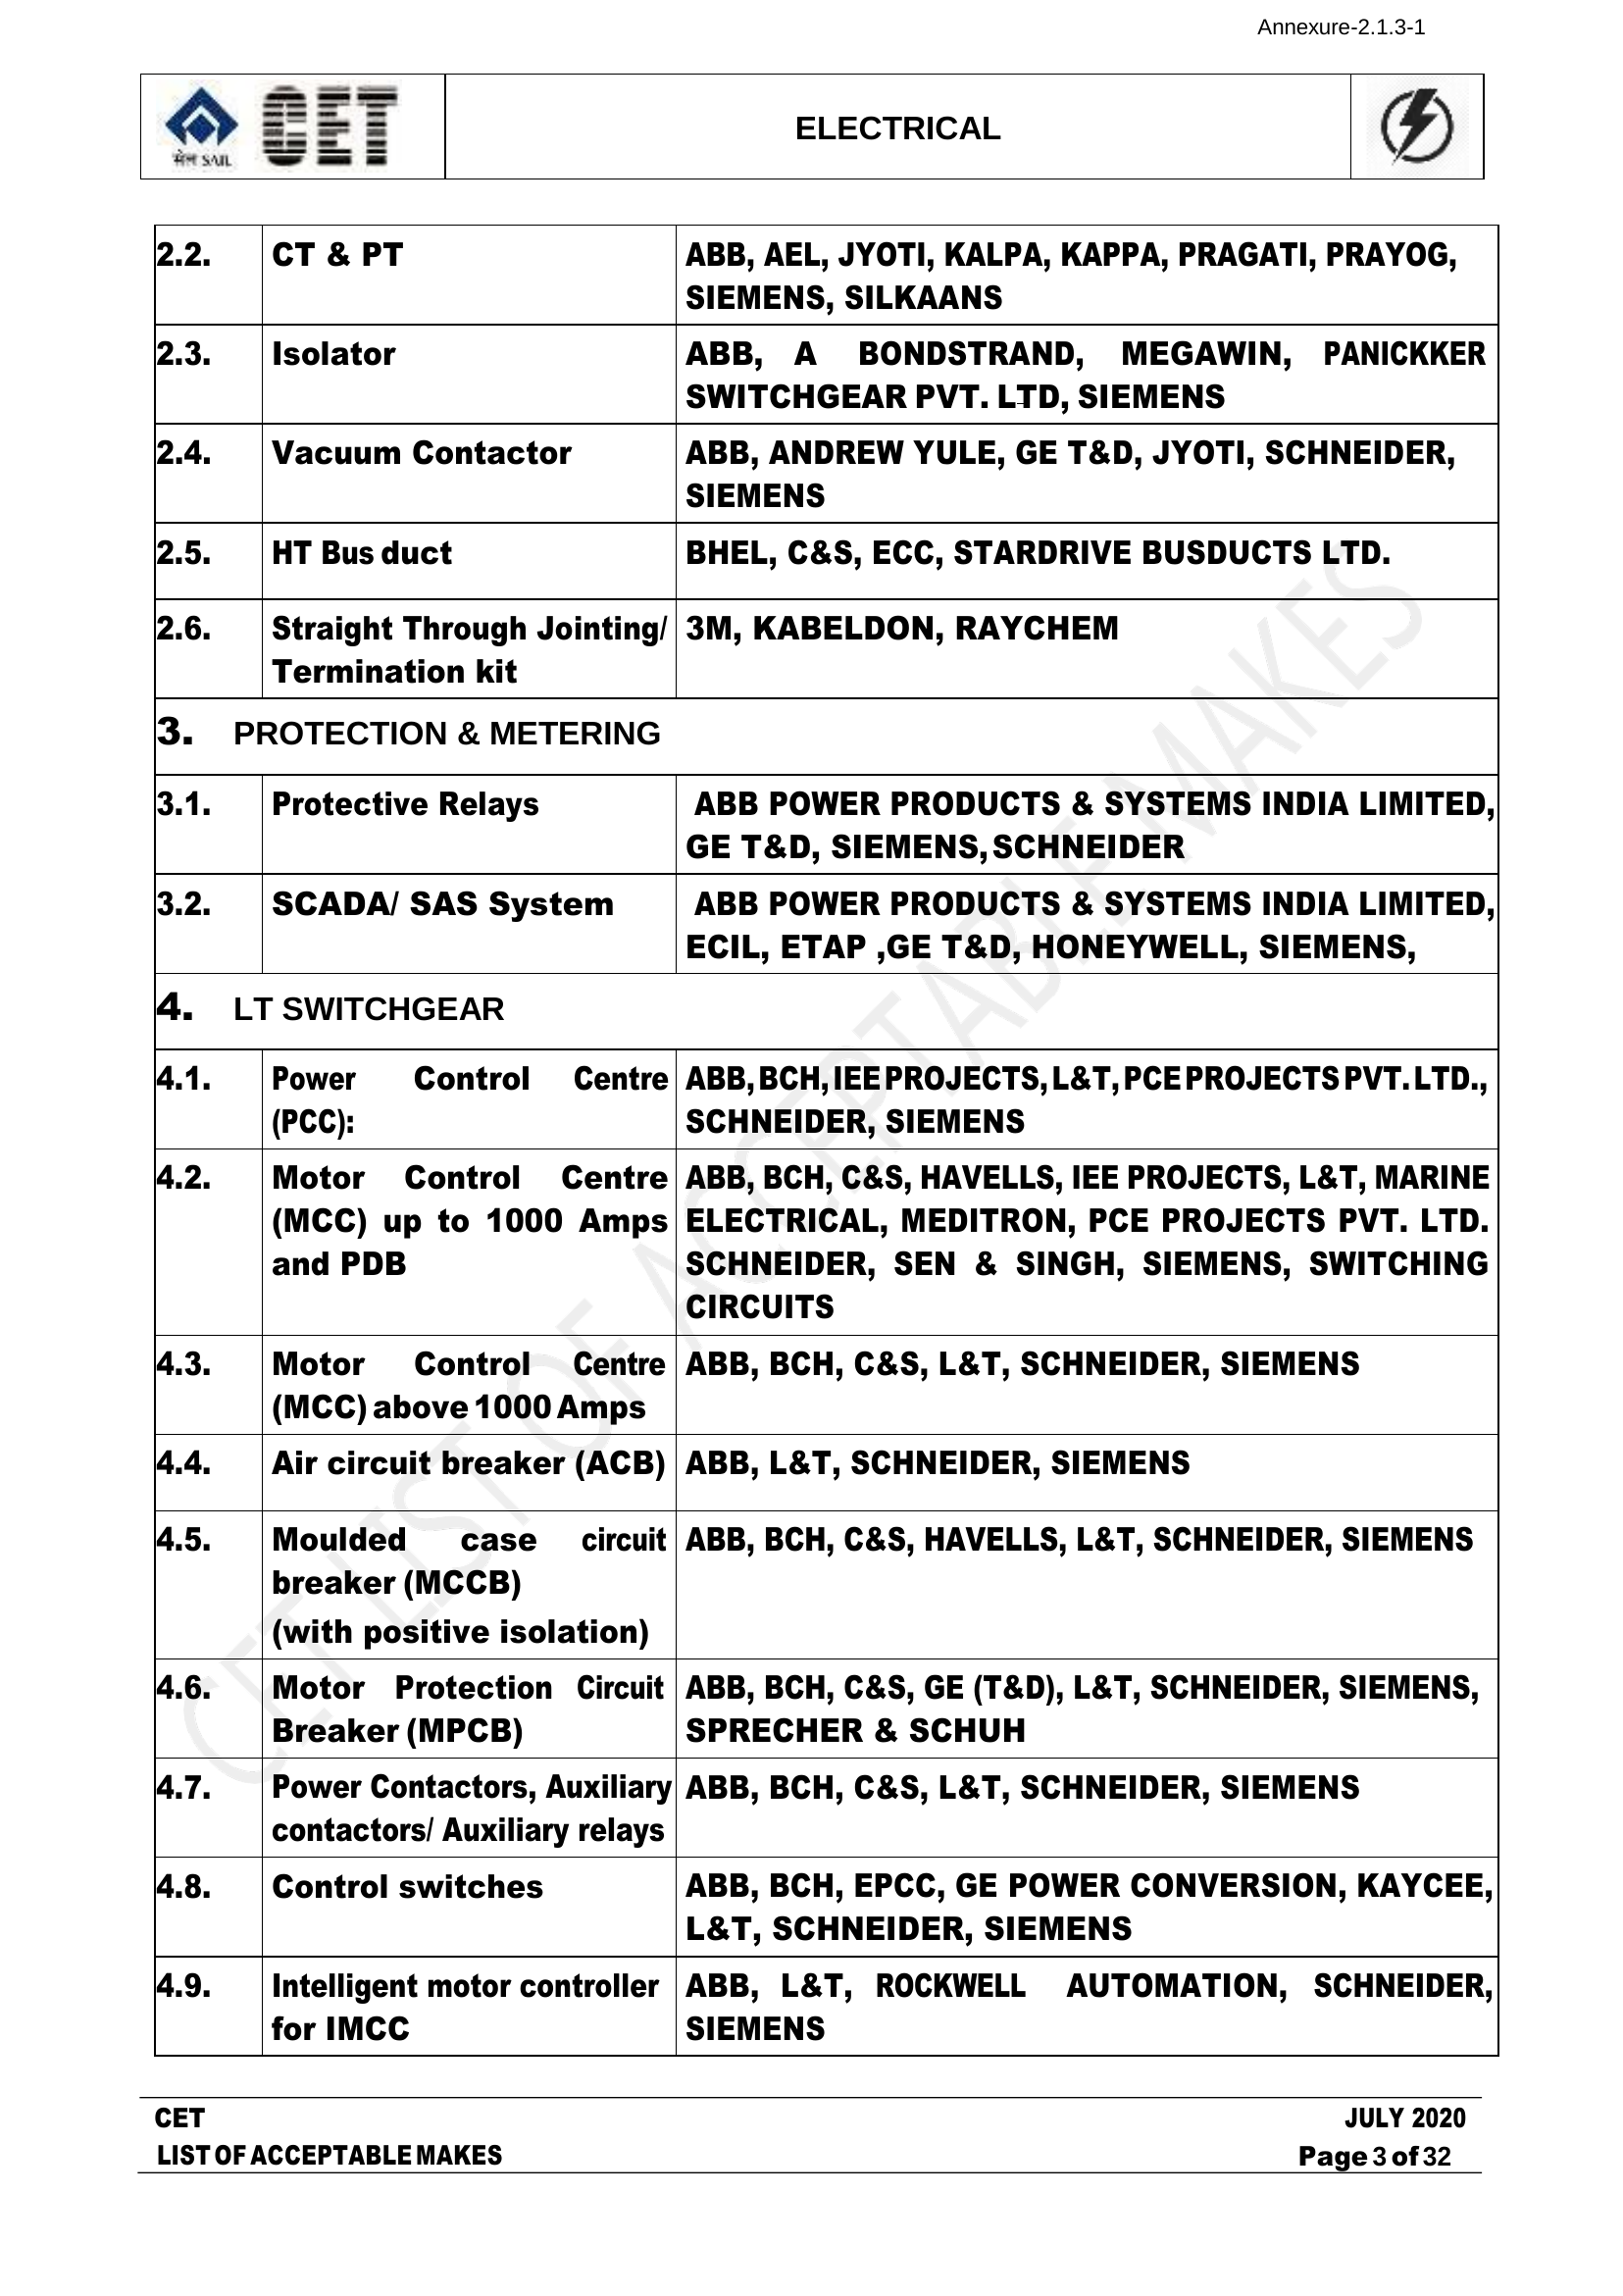 Annexure-2.1.3-1
सेल SAIL
CET
ELECTRICAL
2.2. CT & PT ABB, AEL, JYOTI, KALPA, KAPPA, PRAGATI, PRAYOG,
SIEMENS, SILKAANS
2.3. Isolator ABB, A BONDSTRAND, MEGAWIN, PANICKKER
SWITCHGEAR PVT. LTD, SIEMENS
2.4. Vacuum Contactor ABB, ANDREW YULE, GE T&D, JYOTI, SCHNEIDER,
SIEMENS
2.5. HT Bus duct BHEL, C&S, ECC, STARDRIVE BUSDUCTS LTD.
2.6. Straight Through Jointing/ 3M, KABELDON, RAYCHEM
Termination kit
3. PROTECTION & METERING
3.1. Protective Relays ABB POWER PRODUCTS & SYSTEMS INDIA LIMITED,
GE T&D, SIEMENS, SCHNEIDER
3.2. SCADA/ SAS System ABB POWER PRODUCTS & SYSTEMS INDIA LIMITED,
ECIL, ETAP ,GE T&D, HONEYWELL, SIEMENS,
4. LT SWITCHGEAR
4.1. Power Control Centre ABB, BCH, IEE PROJECTS, L&T, PCE PROJECTS PVT. LTD.,
(PCC): SCHNEIDER, SIEMENS
4.2. Motor Control Centre ABB, BCH, C&S, HAVELLS, IEE PROJECTS, L&T, MARINE
(MCC) up to 1000 Amps ELECTRICAL, MEDITRON, PCE PROJECTS PVT. LTD.
and PDB SCHNEIDER, SEN & SINGH, SIEMENS, SWITCHING
CIRCUITS
4.3. Motor Control Centre ABB, BCH, C&S, L&T, SCHNEIDER, SIEMENS
(MCC) above 1000 Amps
4.4. Air circuit breaker (ACB) ABB, L&T, SCHNEIDER, SIEMENS
4.5. Moulded case circuit ABB, BCH, C&S, HAVELLS, L&T, SCHNEIDER, SIEMENS
breaker (MCCB)
(with positive isolation)
4.6. Motor Protection Circuit ABB, BCH, C&S, GE (T&D), L&T, SCHNEIDER, SIEMENS,
Breaker (MPCB) SPRECHER & SCHUH
4.7. Power Contactors, Auxiliary ABB, BCH, C&S, L&T, SCHNEIDER, SIEMENS
contactors/ Auxiliary relays
4.8. Control switches ABB, BCH, EPCC, GE POWER CONVERSION, KAYCEE,
L&T, SCHNEIDER, SIEMENS
4.9. Intelligent motor controller ABB, L&T, ROCKWELL AUTOMATION, SCHNEIDER,
for IMCC SIEMENS
CET LIST OF ACCEPTABLE MAKES
CET JULY 2020
LIST OF ACCEPTABLE MAKES Page 3 of 32